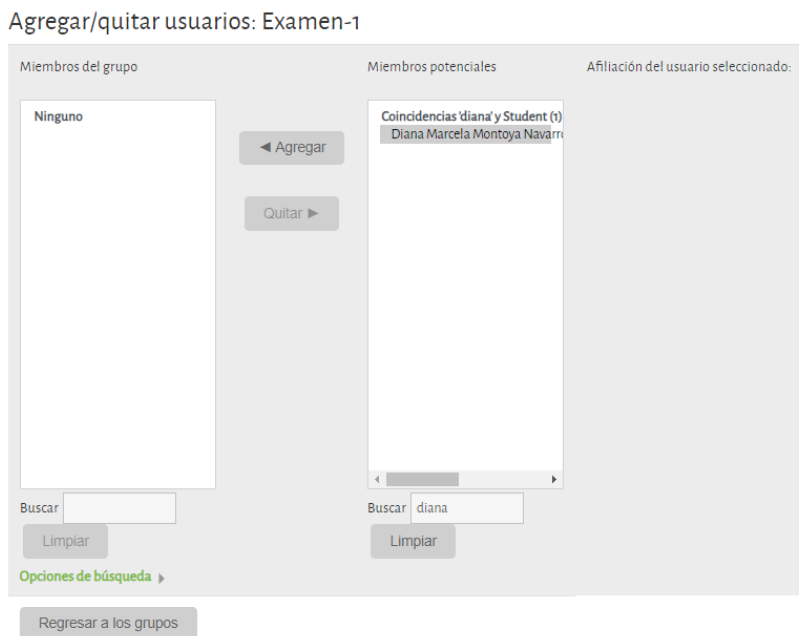 Agregar/quitar usuarios: Examen-1
Miembros del grupo
Miembros potenciales
Afiliación del usuario seleccionado:
Ninguno
Coincidencias 'diana' y Student (1)
Diana Marcela Montoya
◄ Agregar
Quitar ►
Buscar
Limpiar
Buscar diana
Limpiar
Opciones de búsqueda
Regresar a los grupos